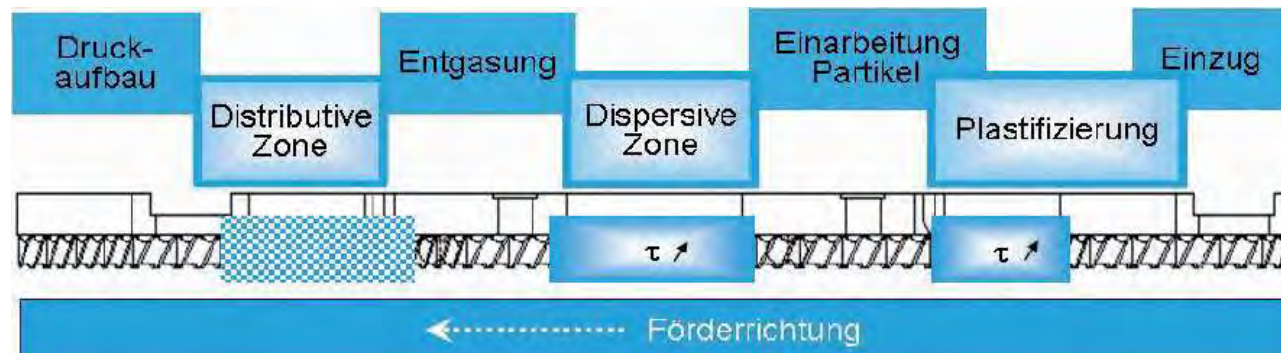 Druck-
aufbau
Distributive
Zone
Entgasung
Dispersive
Zone
Einarbeitung
Partikel
Plastifizierung
Einzug
τ ↗
τ ↗
Förderrichtung